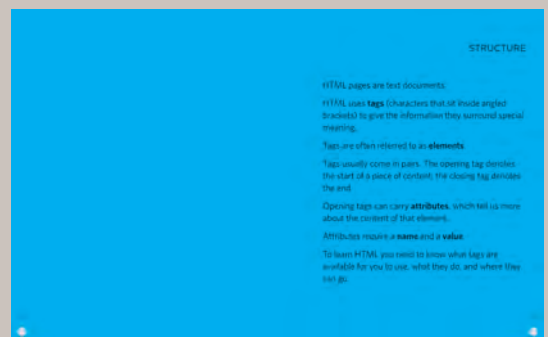 STRUCTURE
HTML pages are text documents.
HTML uses tags (characters that sit inside angled
brackets) to give the information they surround special
meaning.
Tags are often referred to as elements.
Tags usually come in pairs. The opening tag denotes
the start of a piece of content; the closing tag denotes
the end.
Opening tags can carry attributes, which tell us more
about the content of that element.
Attributes require a name and a value.
To learn HTML you need to know what tags are
available for you to use, what they do, and where they
can go.